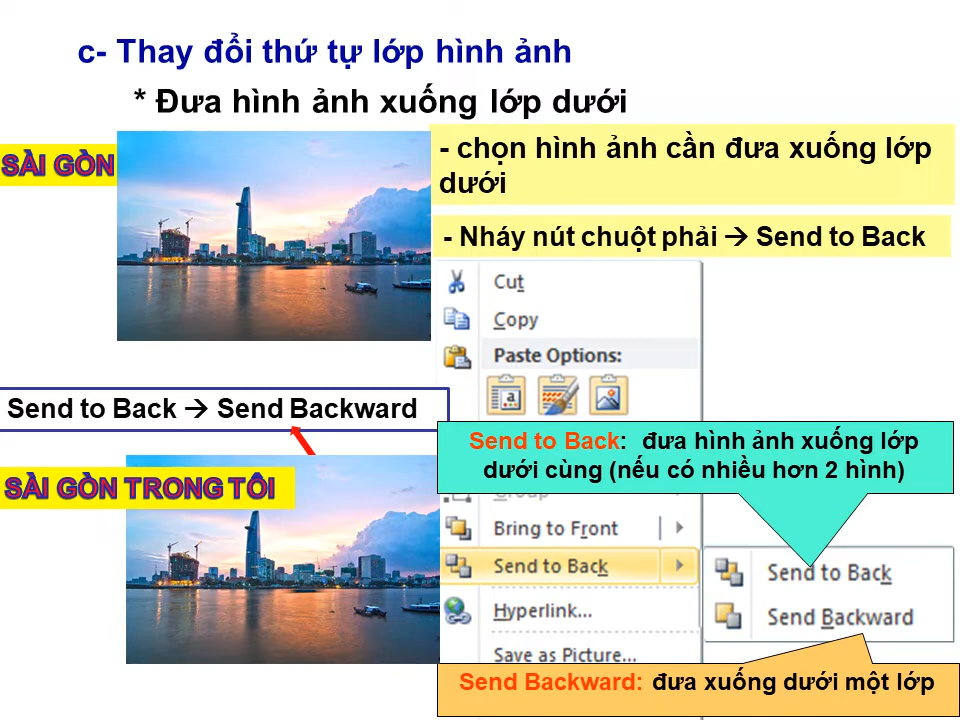 c- Thay đổi thứ tự lớp hình ảnh
* Đưa hình ảnh xuống lớp dưới
SÀI GÒN
- chọn hình ảnh cần đưa xuống lớp
dưới
- Nháy nút chuột phải → Send to Back
Cut
Copy
Paste Options:
Send to Back → Send Backward
Send to Back: đưa hình ảnh xuống lớp
dưới cùng (nếu có nhiều hơn 2 hình)
SÀI GÒN TRONG TÔI
Group
Bring to Front
Send to Back
Send to Back
Hyperlink...
Send Backward
Save as Picture...
Send Backward: đưa xuống dưới một lớp